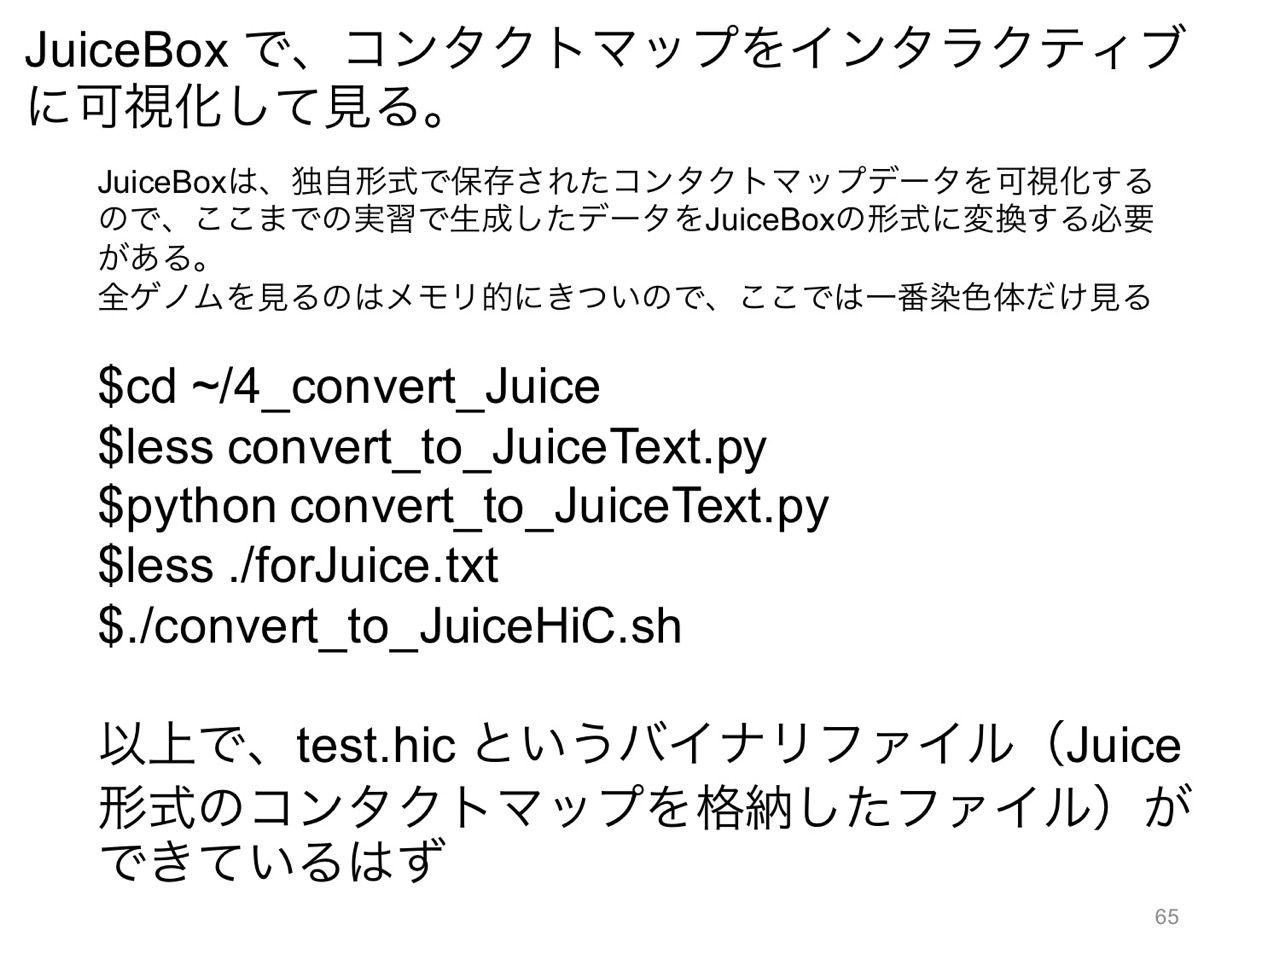 JuiceBox で、コンタクトマップをインタラクティブ
に可視化して見る。
JuiceBoxは、独自形式で保存されたコンタクトマップデータを可視化する
ので、ここまでの実習で生成したデータをJuiceBoxの形式に変換する必要
がある。
全ゲノムを見るのはメモリ的にきついので、ここでは一番染色体だけ見る
$cd ~/4_convert_Juice
$less convert_to_JuiceText.py
$python convert_to_JuiceText.py
$less ./forJuice.txt
$./convert_to_JuiceHiC.sh
以上で、test.hic というバイナリファイル（Juice
形式のコンタクトマップを格納したファイル）が
できているはず
65